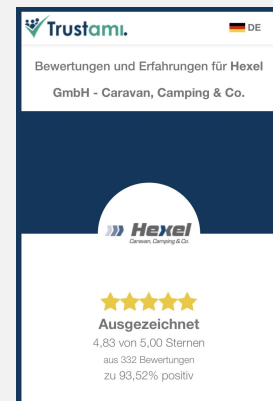 Trustami.
DE
Bewertungen und Erfahrungen für Hexel
GmbH - Caravan, Camping & Co.
Hexel
Caravan, Camping & Co.
Ausgezeichnet
4,83 von 5,00 Sternen
aus 332 Bewertungen
zu 93,52% positiv